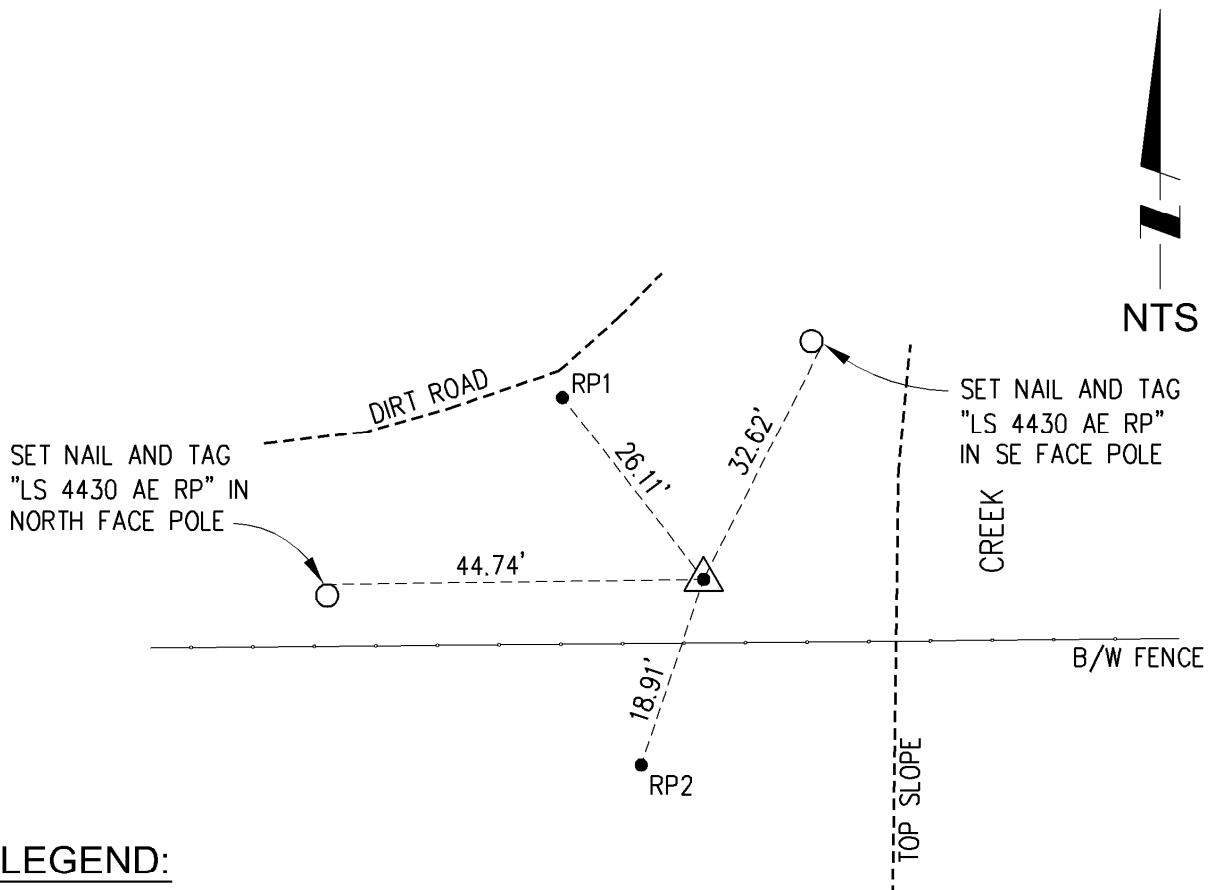 NTS
DIRT ROAD
RP1
SET NAIL AND TAG
"LS 4430 AE RP"
IN SE FACE POLE
SET NAIL AND TAG
"LS 4430 AE RP" IN
NORTH FACE POLE
26.11'
32.62'
CREEK
44.74'
B/W FENCE
18.91'
RP2
TOP SLOPE
LEGEND: